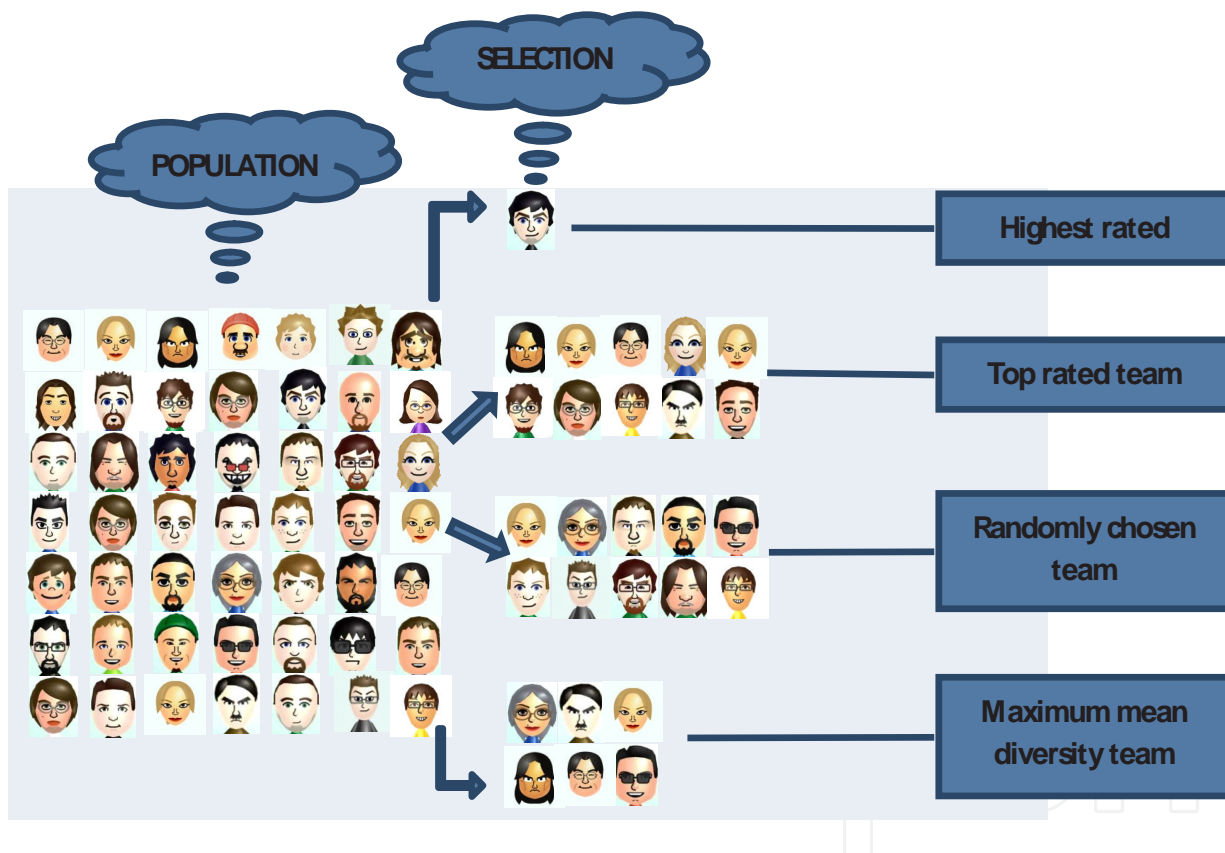 SELECTION
POPULATION
Highest rated
Top rated team
Randomly chosen
team
Maximum mean
diversity team